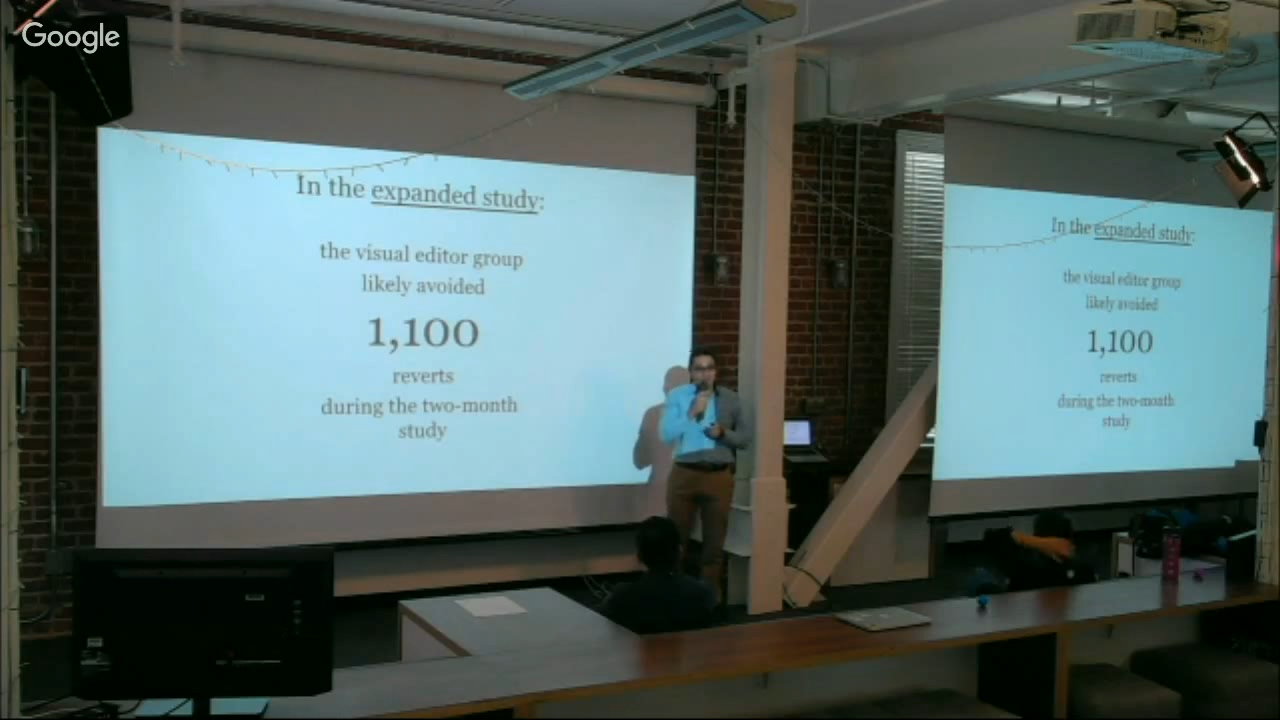 Google
In the expanded study:
the visual editor group
likely avoided
1,100
reverts
during the two-month
study
In the expanded study:
the visual editor group
likely avoided
1,100
reverts
during the two-month
study